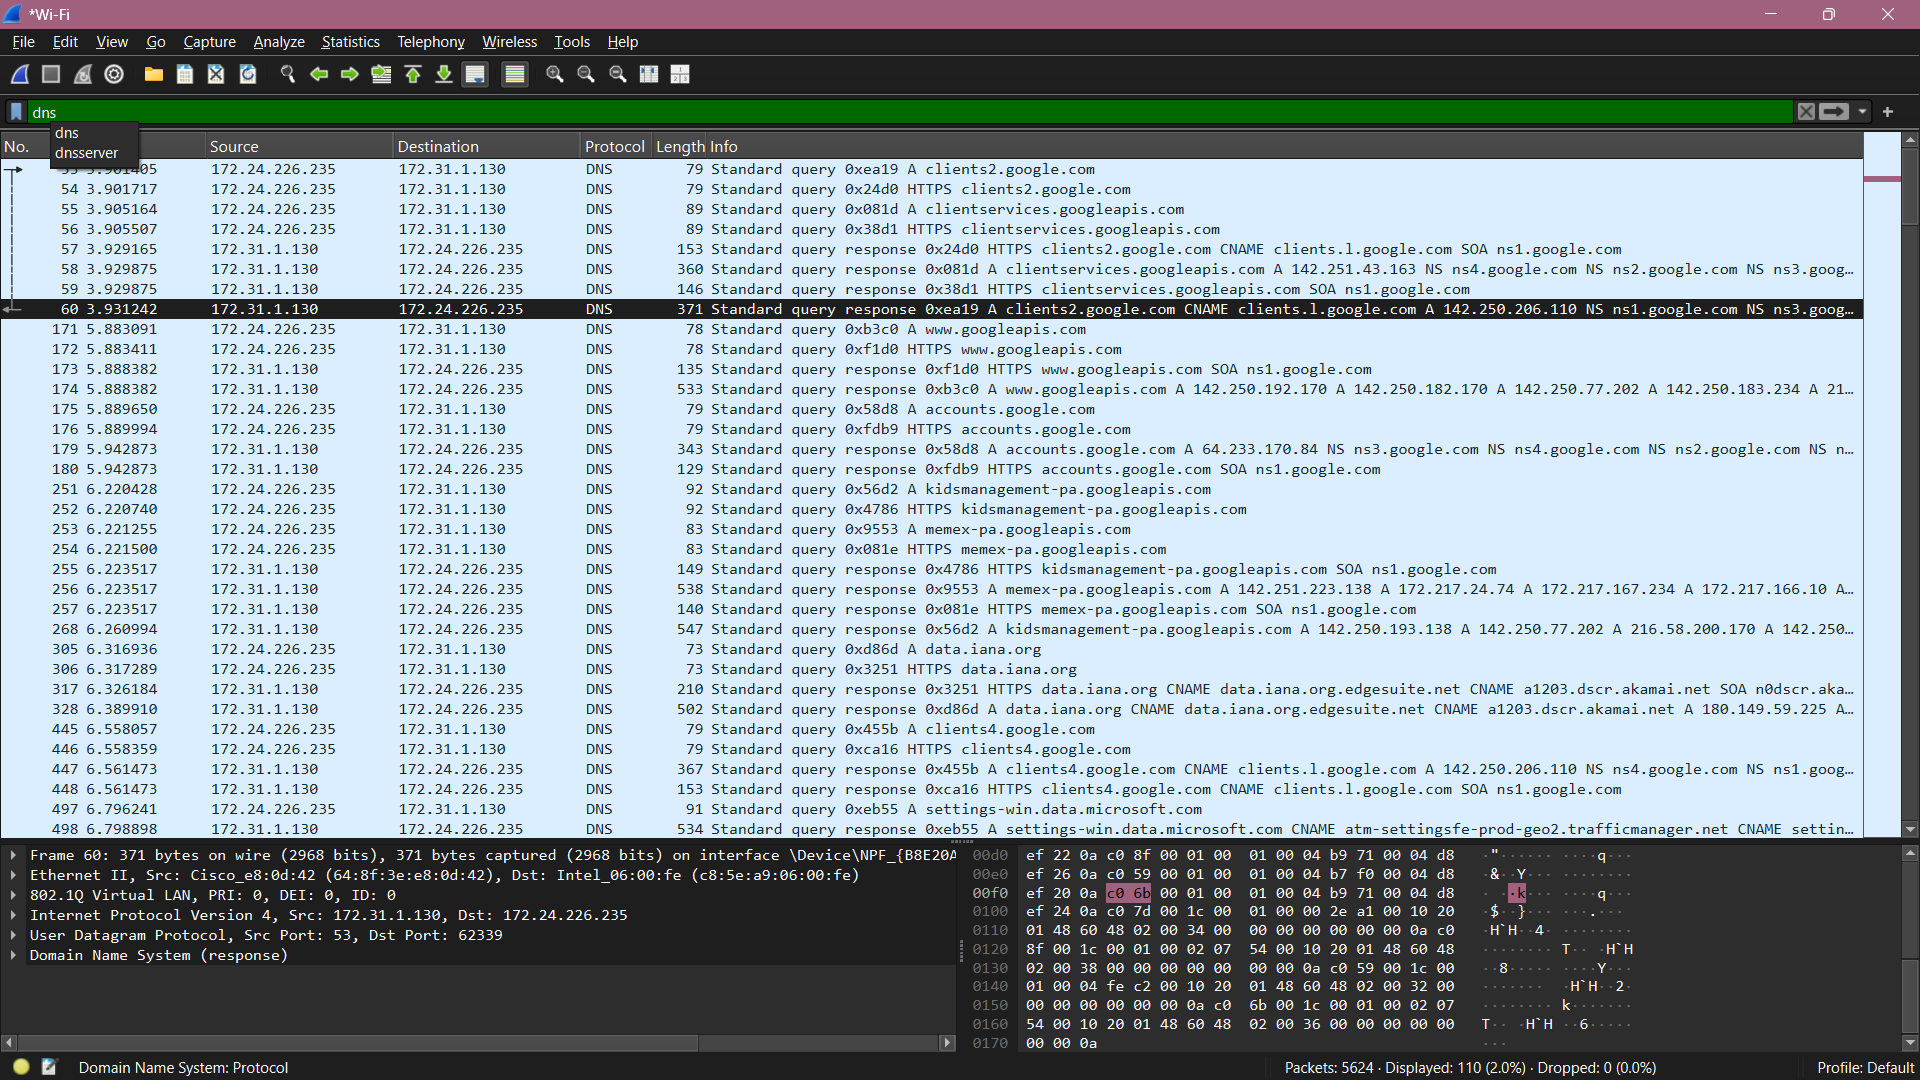 *Wi-Fi
File Edit View Go Capture Analyze Statistics Telephony Wireless Tools Help
dns
dns
dnsserver
No. Source Destination Protocol Length Info
172.24.226.235 172.31.1.130 DNS 79 Standard query 0xea19 A clients2.google.com
54 3.901717 172.24.226.235 172.31.1.130 DNS 79 Standard query 0x24d0 HTTPS clients2.google.com
55 3.905164 172.24.226.235 172.31.1.130 DNS 89 Standard query 0x081d A clientservices.googleapis.com
56 3.905507 172.24.226.235 172.31.1.130 DNS 89 Standard query 0x38d1 HTTPS clientservices.googleapis.com
57 3.929165 172.31.1.130 172.24.226.235 DNS 153 Standard query response 0x24d0 HTTPS clients2.google.com CNAME clients.l.google.com SOA ns1.google.com
58 3.929875 172.31.1.130 172.24.226.235 DNS 360 Standard query response 0x081d A clientservices.googleapis.com A 142.251.43.163 NS ns4.google.com NS ns2.google.com NS ns3.goog…
59 3.929875 172.31.1.130 172.24.226.235 DNS 146 Standard query response 0x38d1 HTTPS clientservices.googleapis.com SOA ns1.google.com
60 3.931242 172.31.1.130 172.24.226.235 DNS 371 Standard query response 0xea19 A clients2.google.com CNAME clients.l.google.com A 142.250.206.110 NS ns1.google.com NS ns3.goog…
171 5.883091 172.24.226.235 172.31.1.130 DNS 78 Standard query 0xb3c0 A www.googleapis.com
172 5.883411 172.24.226.235 172.31.1.130 DNS 78 Standard query 0xf1d0 HTTPS www.googleapis.com
173 5.888382 172.31.1.130 172.24.226.235 DNS 135 Standard query response 0xf1d0 HTTPS www.googleapis.com SOA ns1.google.com
174 5.888382 172.31.1.130 172.24.226.235 DNS 533 Standard query response 0xb3c0 A www.googleapis.com A 142.250.192.170 A 142.250.182.170 A 142.250.77.202 A 142.250.183.234 A 21…
175 5.889650 172.24.226.235 172.31.1.130 DNS 79 Standard query 0x58d8 A accounts.google.com
176 5.889994 172.24.226.235 172.31.1.130 DNS 79 Standard query 0xfdb9 HTTPS accounts.google.com
179 5.942873 172.31.1.130 172.24.226.235 DNS 343 Standard query response 0x58d8 A accounts.google.com A 64.233.170.84 NS ns3.google.com NS ns4.google.com NS ns2.google.com NS n…
180 5.942873 172.31.1.130 172.24.226.235 DNS 129 Standard query response 0xfdb9 HTTPS accounts.google.com SOA ns1.google.com
251 6.220428 172.24.226.235 172.31.1.130 DNS 92 Standard query 0x56d2 A kidsmanagement-pa.googleapis.com
252 6.220740 172.24.226.235 172.31.1.130 DNS 92 Standard query 0x4786 HTTPS kidsmanagement-pa.googleapis.com
253 6.221255 172.24.226.235 172.31.1.130 DNS 83 Standard query 0x9553 A memex-pa.googleapis.com
254 6.221500 172.24.226.235 172.31.1.130 DNS 83 Standard query 0x081e HTTPS memex-pa.googleapis.com
255 6.223517 172.31.1.130 172.24.226.235 DNS 149 Standard query response 0x4786 HTTPS kidsmanagement-pa.googleapis.com SOA ns1.google.com
256 6.223517 172.31.1.130 172.24.226.235 DNS 538 Standard query response 0x9553 A memex-pa.googleapis.com A 142.251.223.138 A 172.217.24.74 A 172.217.167.234 A 172.217.166.10 A…
257 6.223517 172.31.1.130 172.24.226.235 DNS 140 Standard query response 0x081e HTTPS memex-pa.googleapis.com SOA ns1.google.com
268 6.260994 172.31.1.130 172.24.226.235 DNS 547 Standard query response 0x56d2 A kidsmanagement-pa.googleapis.com A 142.250.193.138 A 142.250.77.202 A 216.58.200.170 A 142.250…
305 6.316936 172.24.226.235 172.31.1.130 DNS 73 Standard query 0xd86d A data.iana.org
306 6.317289 172.24.226.235 172.31.1.130 DNS 73 Standard query 0x3251 HTTPS data.iana.org
317 6.326184 172.31.1.130 172.24.226.235 DNS 210 Standard query response 0x3251 HTTPS data.iana.org CNAME data.iana.org.edgesuite.net CNAME a1203.dscr.akamai.net SOA n0dscr.aka…
328 6.389910 172.31.1.130 172.24.226.235 DNS 502 Standard query response 0xd86d A data.iana.org CNAME data.iana.org.edgesuite.net CNAME a1203.dscr.akamai.net A 180.149.59.225 A…
445 6.558057 172.24.226.235 172.31.1.130 DNS 79 Standard query 0x455b A clients4.google.com
446 6.558359 172.24.226.235 172.31.1.130 DNS 79 Standard query 0xca16 HTTPS clients4.google.com
447 6.561473 172.31.1.130 172.24.226.235 DNS 367 Standard query response 0x455b A clients4.google.com CNAME clients.l.google.com A 142.250.206.110 NS ns4.google.com NS ns1.goog…
448 6.561473 172.31.1.130 172.24.226.235 DNS 153 Standard query response 0xca16 HTTPS clients4.google.com CNAME clients.l.google.com SOA ns1.google.com
497 6.796241 172.24.226.235 172.31.1.130 DNS 91 Standard query 0xeb55 A settings-win.data.microsoft.com
498 6.798898 172.31.1.130 172.24.226.235 DNS 534 Standard query response 0xeb55 A settings-win.data.microsoft.com CNAME atm-settingsfe-prod-geo2.trafficmanager.net CNAME settin…
Frame 60: 371 bytes on wire (2968 bits), 371 bytes captured (2968 bits) on interface \Device\NPF_{B8E20A
Ethernet II, Src: Cisco_e8:0d:42 (64:8f:3e:e8:0d:42), Dst: Intel_06:00:fe (c8:5e:a9:06:00:fe)
802.1Q Virtual LAN, PRI: 0, DEI: 0, ID: 0
Internet Protocol Version 4, Src: 172.31.1.130, Dst: 172.24.226.235
User Datagram Protocol, Src Port: 53, Dst Port: 62339
Domain Name System (response)
00d0 ef 22 0a c0 8f 00 01 00 01 00 04 b9 71 00 04 d8 ·"······ ····q···
00e0 ef 26 0a c0 59 00 01 00 01 00 04 b7 f0 00 04 d8 ·&··Y··· ········
00f0 ef 20 0a c0 6b 00 01 00 01 00 04 b9 71 00 04 d8 · ··k··· ····q···
0100 ef 24 0a c0 7d 00 1c 00 01 00 00 2e a1 00 10 20 ·$··}··· ···.···
0110 01 48 60 48 02 00 34 00 00 00 00 00 00 00 0a c0 ·H`H··4· ········
0120 8f 00 1c 00 01 00 02 07 54 00 10 20 01 48 60 48 ········ T·· ·H`H
0130 02 00 38 00 00 00 00 00 00 00 0a c0 59 00 1c 00 ··8····· ····Y···
0140 01 00 04 fe c2 00 10 20 01 48 60 48 02 00 32 00 ······· ·H`H··2·
0150 00 00 00 00 00 00 0a c0 6b 00 1c 00 01 00 02 07 ········ k·······
0160 54 00 10 20 01 48 60 48 02 00 36 00 00 00 00 00 T·· ·H`H ··6·····
0170 00 00 0a ···
Domain Name System: Protocol
Packets: 5624 · Displayed: 110 (2.0%) · Dropped: 0 (0.0%)
Profile: Default